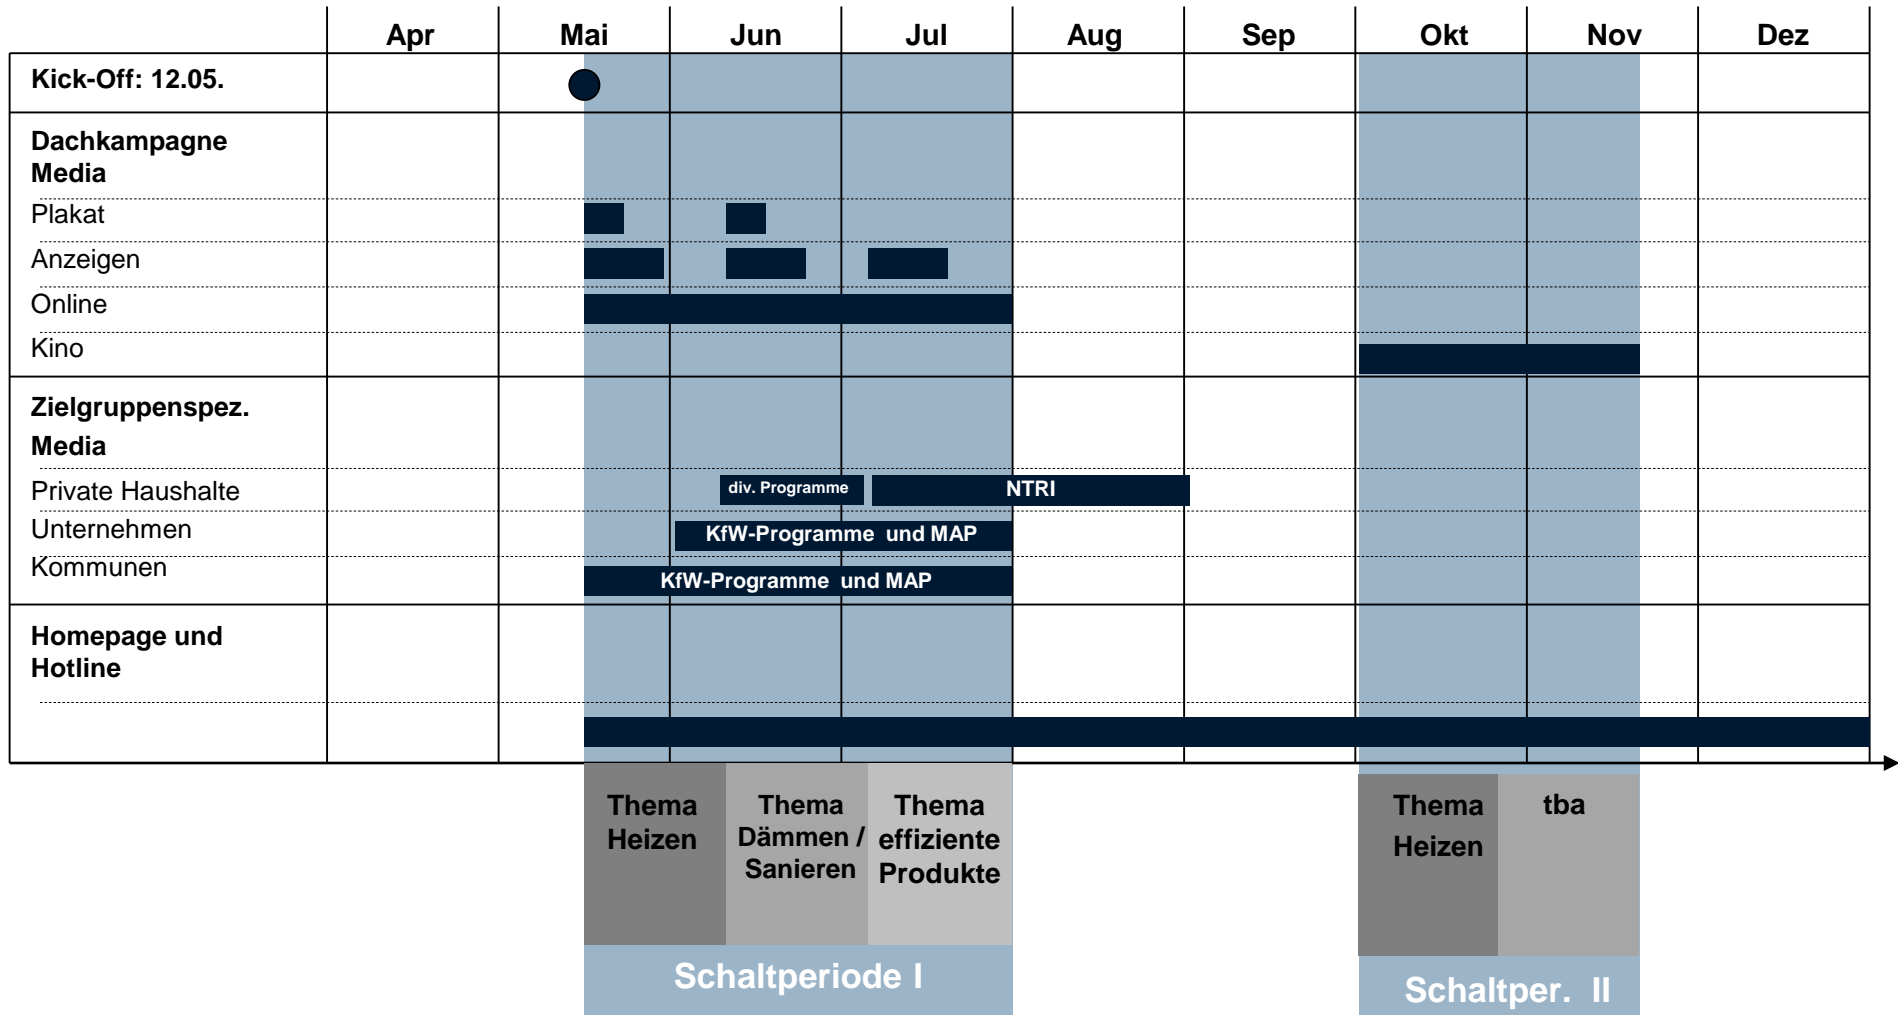 Apr Mai Jun Jul Aug Sep Okt Nov Dez
Kick-Off: 12.05.
Dachkampagne
Media
Plakat
Anzeigen
Online
Kino
Zielgruppenspez.
Media
Private Haushalte
div. Programme
NTRI
Unternehmen
KfW-Programme und MAP
Kommunen
KfW-Programme und MAP
Homepage und
Hotline
Thema
Heizen
Thema
Dämmen /
Sanieren
Thema
effiziente
Produkte
Thema
Heizen
tba
Schaltperiode I
Schaltper. II